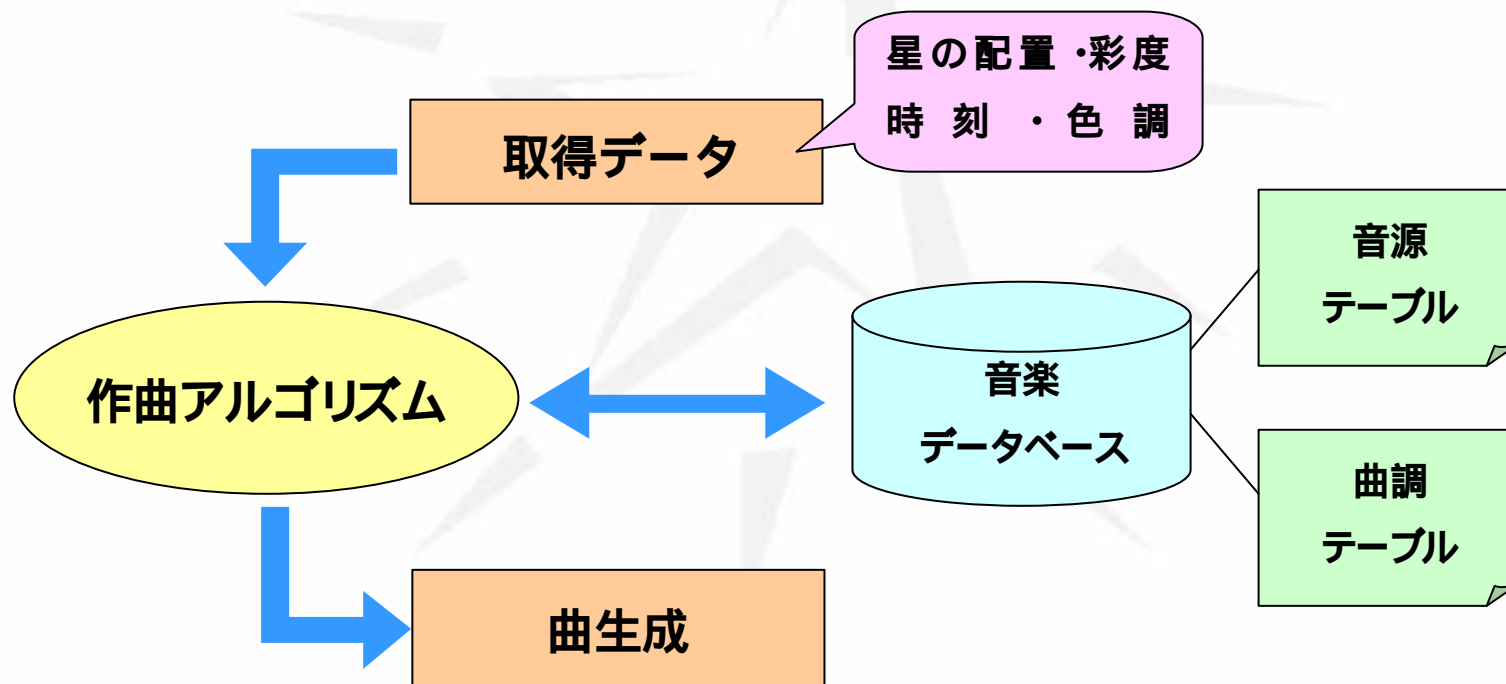 星の配置・彩度
時刻・色調
取得データ
音源
テーブル
音楽
データベース
作曲アルゴリズム
曲調
テーブル
曲生成